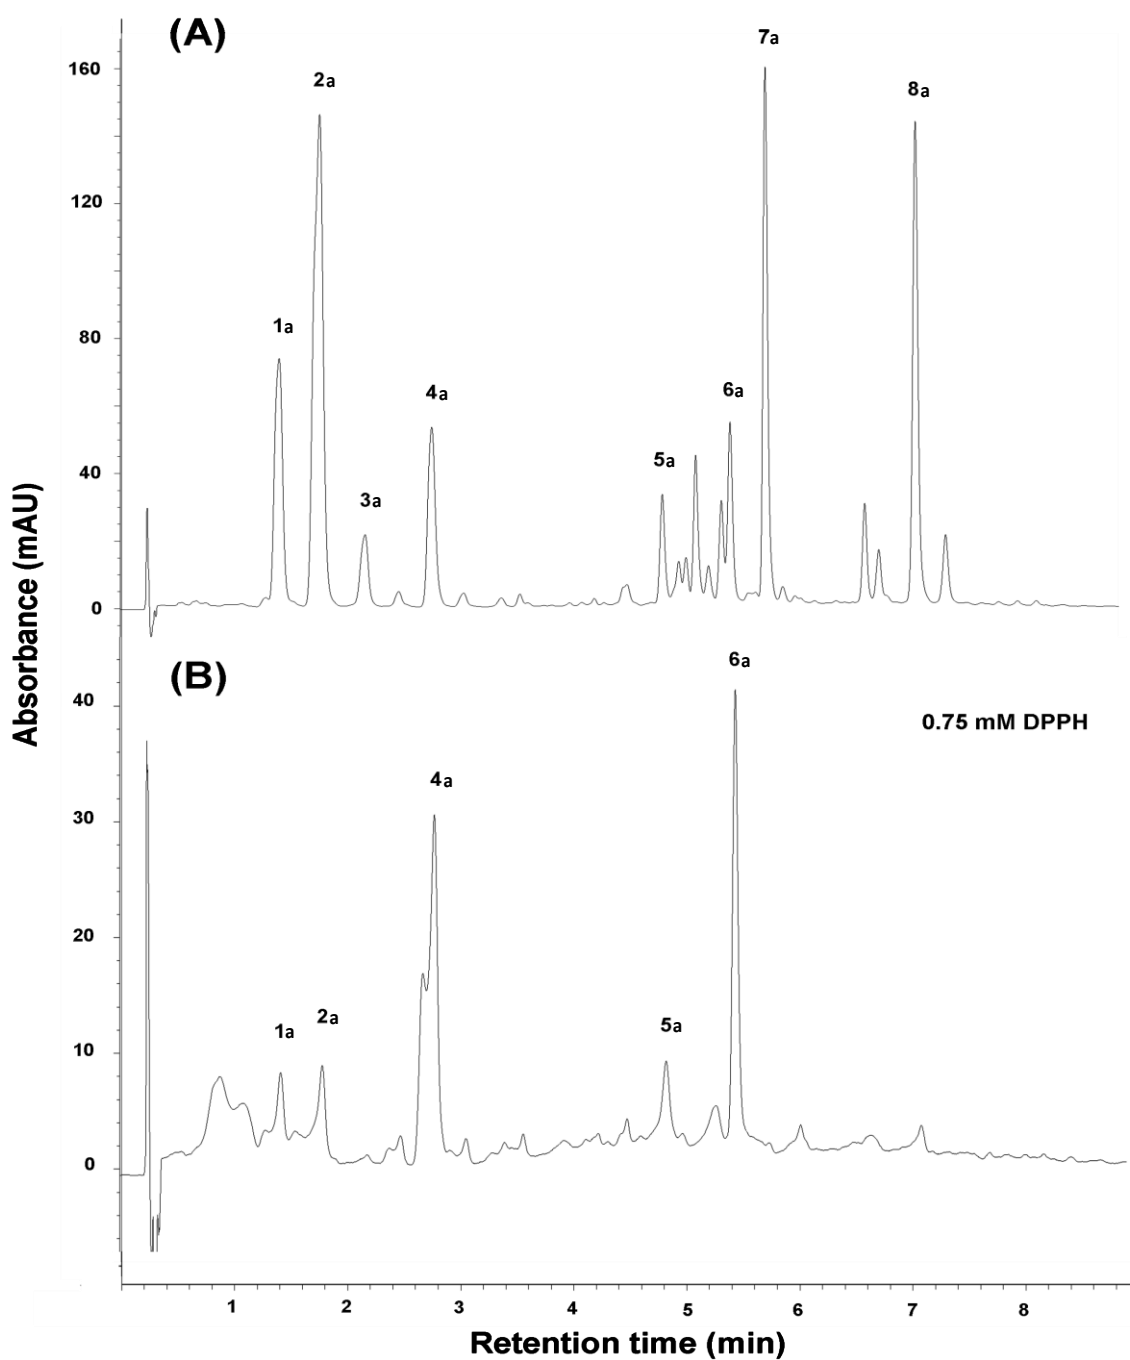 (A)
7a
2a
8a
160
120
1a
80
4a
6a
5a
40
3a
0
Absorbance (mAU)
(B)
6a
40
0.75 mM DPPH
4a
30
20
2a
5a
1a
10
0
1 2 3 4 5 6 7 8
Retention time (min)